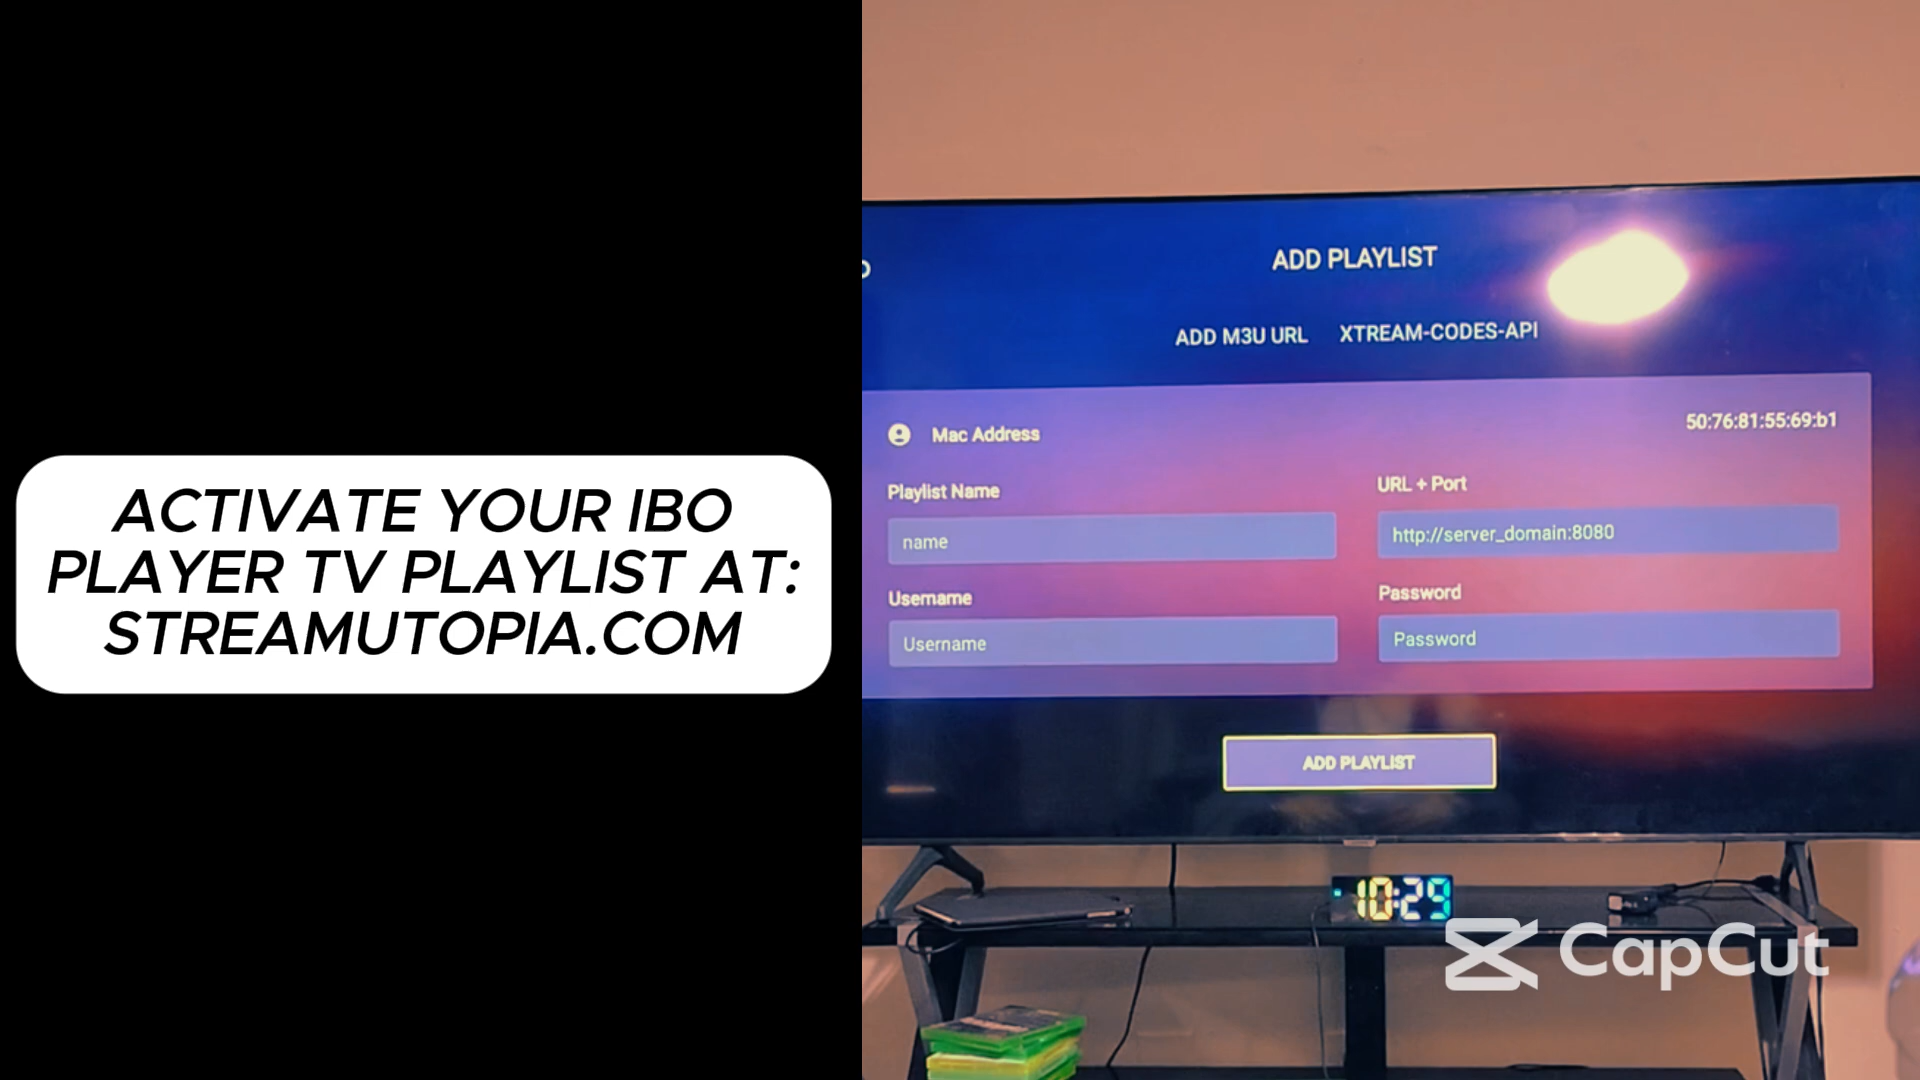 ACTIVATE YOUR IBO
PLAYER TV PLAYLIST AT:
STREAMUTOPIA.COM
ADD PLAYLIST
ADD M3U URL XTREAM-CODES-API
Mac Address 50:76:81:55:69:b1
Playlist Name URL + Port
name http://server_domain:8080
Username Password
Username Password
ADD PLAYLIST
10:29
CapCut